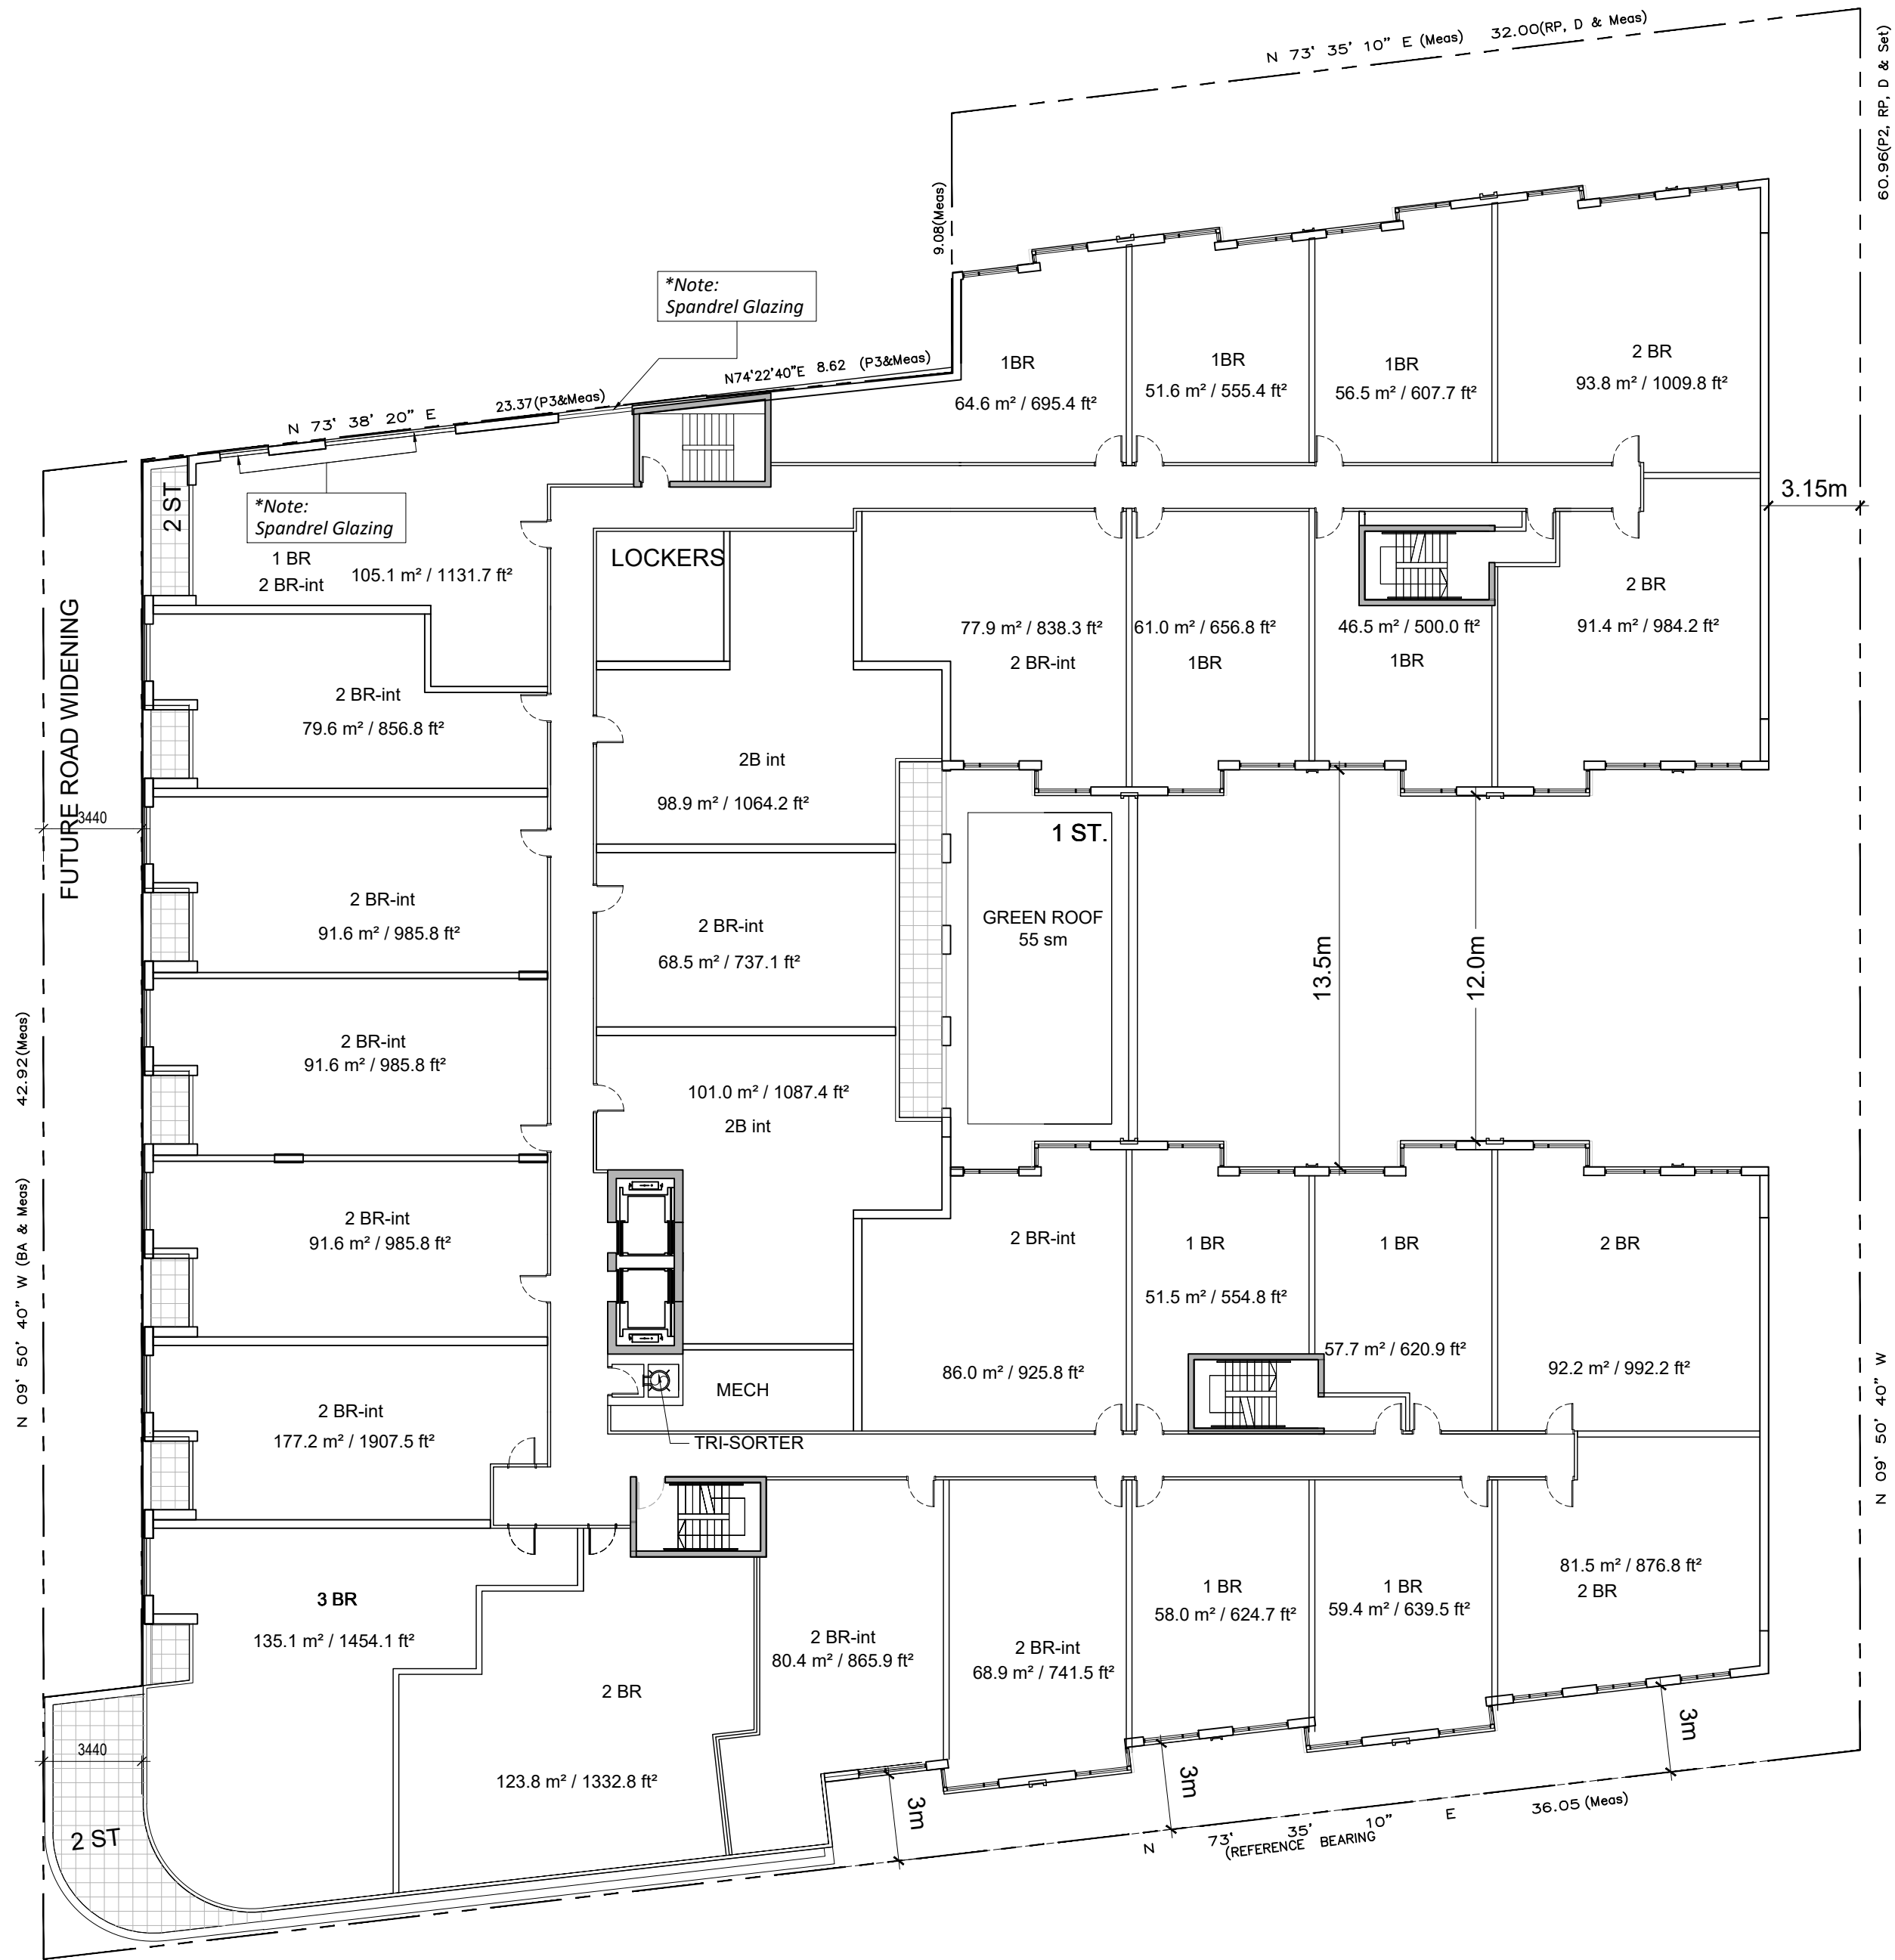 N 73' 35' 10" E (Meas) 32.00(RP, D & Meas)
60.96(P2, RP, D & Set)
9.08(Meas)
*Note:
Spandrel Glazing
N74'22'40"E 8.62 (P3&Meas)
23.37(P3&Meas)
N 73' 38' 20" E
1BR
64.6 m² / 695.4 ft²
1BR
51.6 m² / 555.4 ft²
1BR
56.5 m² / 607.7 ft²
2 BR
93.8 m² / 1009.8 ft²
3.15m
2 ST
*Note:
Spandrel Glazing
1 BR
2 BR-int
105.1 m² / 1131.7 ft²
LOCKERS
77.9 m² / 838.3 ft²
2 BR-int
61.0 m² / 656.8 ft²
1BR
46.5 m² / 500.0 ft²
1BR
2 BR
91.4 m² / 984.2 ft²
FUTURE ROAD WIDENING
3440
2 BR-int
79.6 m² / 856.8 ft²
2B int
98.9 m² / 1064.2 ft²
1 ST.
GREEN ROOF
55 sm
13.5m
12.0m
2 BR-int
91.6 m² / 985.8 ft²
2 BR-int
68.5 m² / 737.1 ft²
42.92(Meas)
2 BR-int
91.6 m² / 985.8 ft²
101.0 m² / 1087.4 ft²
2B int
N 09' 50' 40" W (BA & Meas)
2 BR-int
91.6 m² / 985.8 ft²
2 BR-int
86.0 m² / 925.8 ft²
1 BR
51.5 m² / 554.8 ft²
1 BR
57.7 m² / 620.9 ft²
2 BR
92.2 m² / 992.2 ft²
N 09' 50' 40" W
MECH
TRI-SORTER
2 BR-int
177.2 m² / 1907.5 ft²
3 BR
135.1 m² / 1454.1 ft²
2 BR
123.8 m² / 1332.8 ft²
2 BR-int
80.4 m² / 865.9 ft²
2 BR-int
68.9 m² / 741.5 ft²
1 BR
58.0 m² / 624.7 ft²
1 BR
59.4 m² / 639.5 ft²
81.5 m² / 876.8 ft²
2 BR
3440
2 ST
3m
3m
3m
N 73' 35' 10" E 36.05 (Meas)
(REFERENCE BEARING